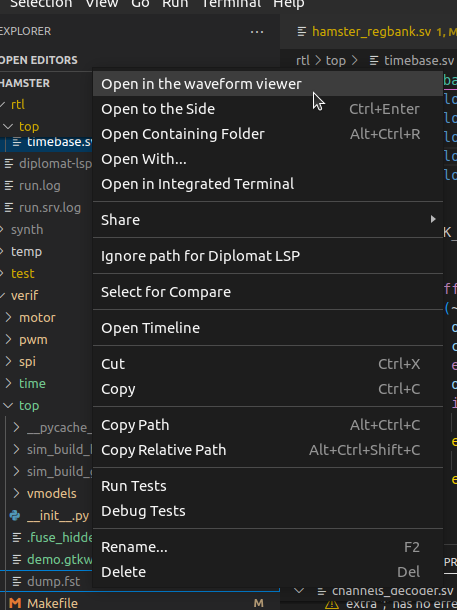 Selection View Go Run Terminal Help
EXPLORER
...
hamster_regbank.sv 1, M
OPEN EDITORS
rtl > top > timebase.sv
HAMSTER
rtl
top
timebase.sv
diplomat-lsp
run.log
run.srv.log
synth
temp
test
verif
motor
pwm
spi
time
top
__pycache_
sim_build_
sim_build_
vmodels
__init__.py
.fuse_hidde
demo.gtkw
dump.fst
Makefile M
Open in the waveform viewer
Open to the Side Ctrl+Enter
Open Containing Folder Alt+Ctrl+R
Open With...
Open in Integrated Terminal
Share
Ignore path for Diplomat LSP
Select for Compare
Open Timeline
Cut Ctrl+X
Copy Ctrl+C
Copy Path Alt+Ctrl+C
Copy Relative Path Alt+Ctrl+Shift+C
Run Tests
Debug Tests
Rename... F2
Delete Del
channels_decoder.sv